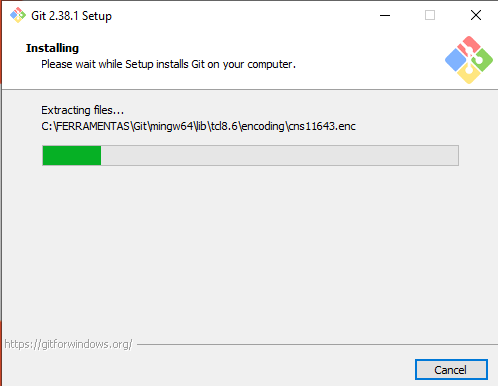 Git 2.38.1 Setup
Installing
Please wait while Setup installs Git on your computer.
Extracting files...
C:\FERRAMENTAS\Git\mingw64\lib\tcl8.6\encoding\cns11643.enc
https://gitforwindows.org/
Cancel